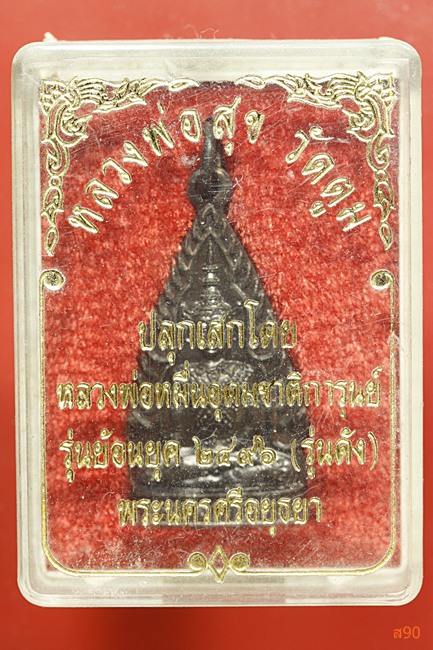 หลวงพ่อสุข วัดตูม
ปลุกเสกโดย
หลวงพ่อหมื่นอุตมชาติการุนย์
รุ่นย้อนยุค ๒๔๙๖ (รุ่นดัง)
พระนครศรีอยุธยา
ส90